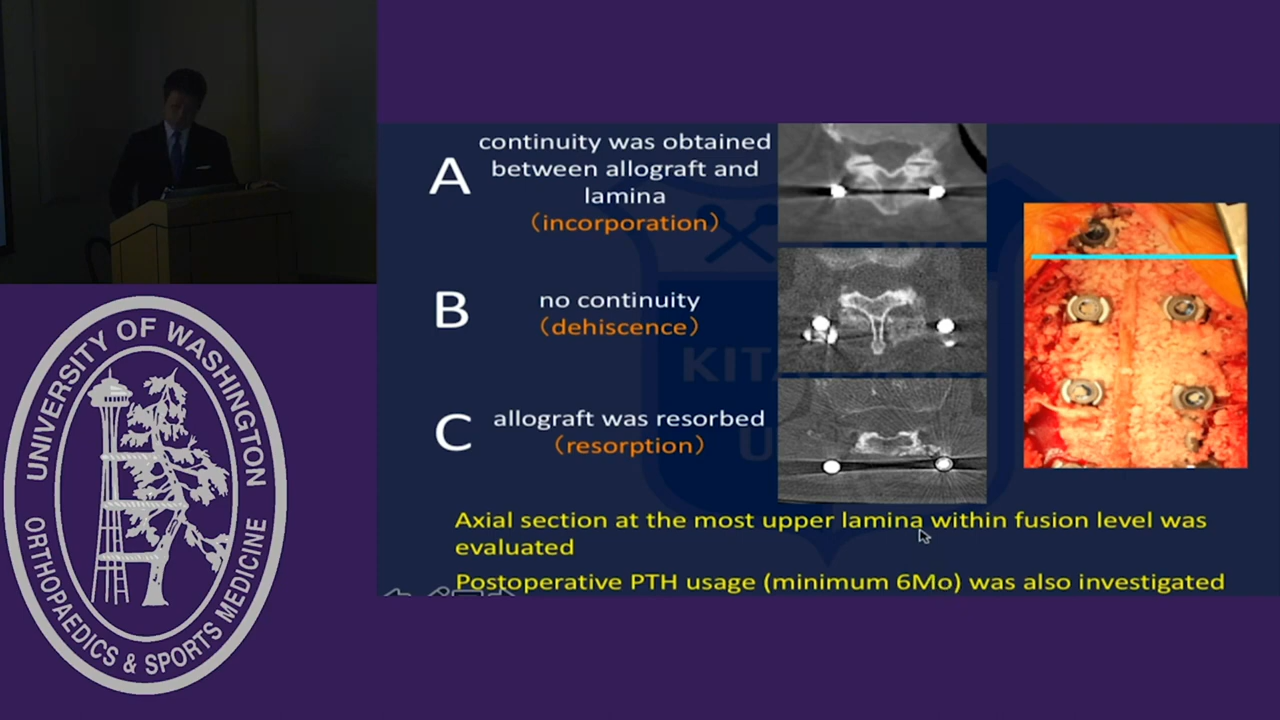 A
continuity was obtained
between allograft and
lamina
(incorporation)
B
no continuity
(dehiscence)
C
allograft was resorbed
(resorption)
Axial section at the most upper lamina within fusion level was
evaluated
Postoperative PTH usage (minimum 6Mo) was also investigated
UNIVERSITY OF WASHINGTON
ORTHOPAEDICS & SPORTS MEDICINE